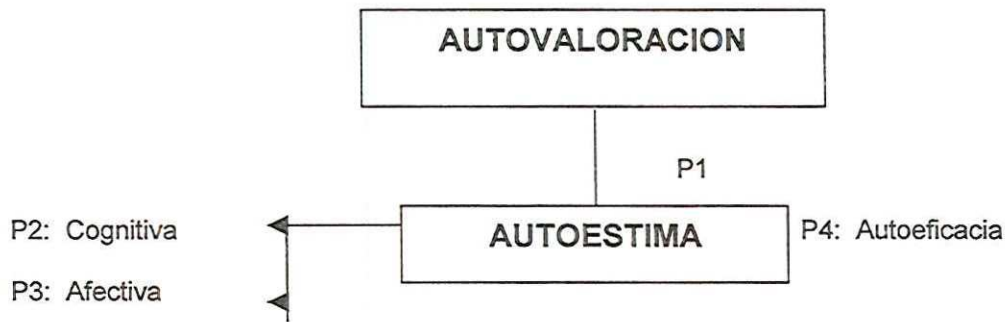 AUTOVALORACION
P1
P2: Cognitiva
AUTOESTIMA
P4: Autoeficacia
P3: Afectiva